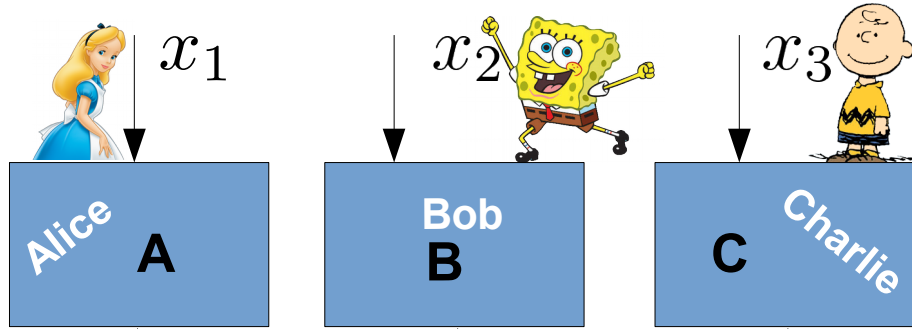 x₁ x₂ x₃
Alice A
Bob
B
C Charlie